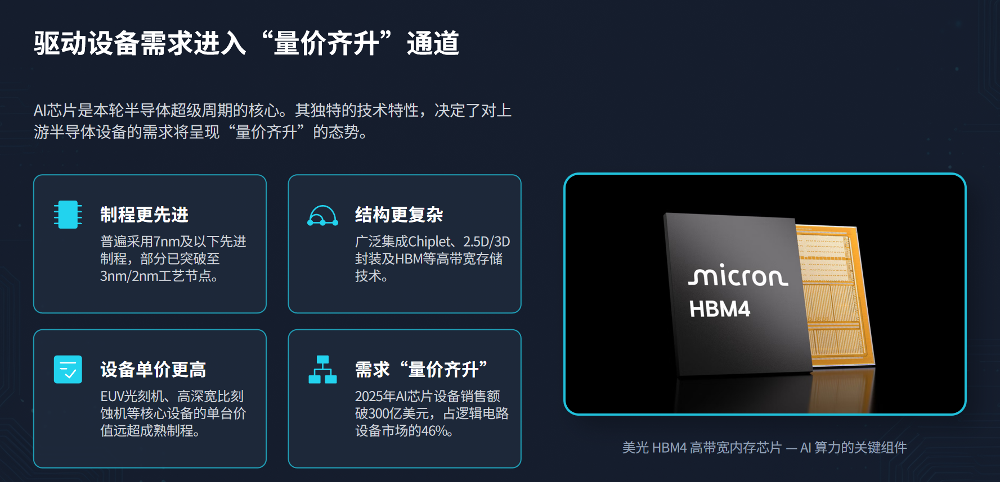 驱动设备需求进入“量价齐升”通道
AI芯片是本轮半导体超级周期的核心。其独特的技术特性，决定了对上
游半导体设备的需求将呈现“量价齐升”的态势。
制程更先进
普遍采用7nm及以下先进
制程，部分已突破至
3nm/2nm工艺节点。
结构更复杂
广泛集成Chiplet、2.5D/3D
封装及HBM等高带宽存储
技术。
设备单价更高
EUV光刻机、高深宽比刻
蚀机等核心设备的单台价
值远超成熟制程。
需求“量价齐升”
2025年AI芯片设备销售额
破300亿美元，占逻辑电路
设备市场的46%。
micron
HBM4
美光 HBM4 高带宽内存芯片 — AI 算力的关键组件